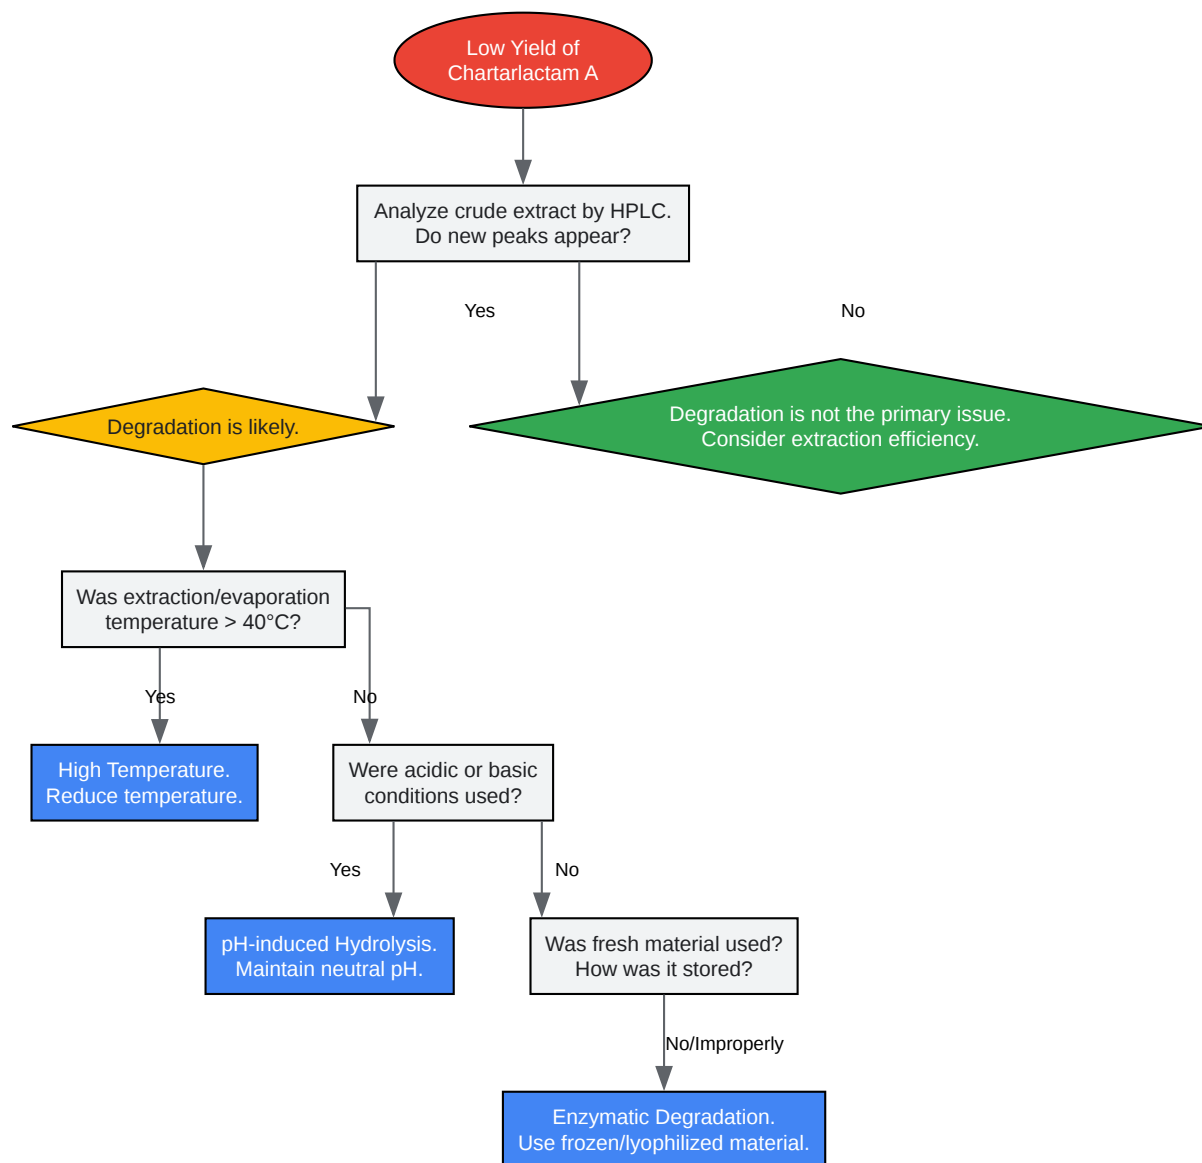 Low Yield of
Chartarlactam A
Analyze crude extract by HPLC.
Do new peaks appear?
Yes
No
Degradation is likely.
Degradation is not the primary issue.
Consider extraction efficiency.
Was extraction/evaporation
temperature > 40°C?
Yes
No
High Temperature.
Reduce temperature.
Were acidic or basic
conditions used?
Yes
No
pH-induced Hydrolysis.
Maintain neutral pH.
Was fresh material used?
How was it stored?
No/Improperly
Enzymatic Degradation.
Use frozen/lyophilized material.